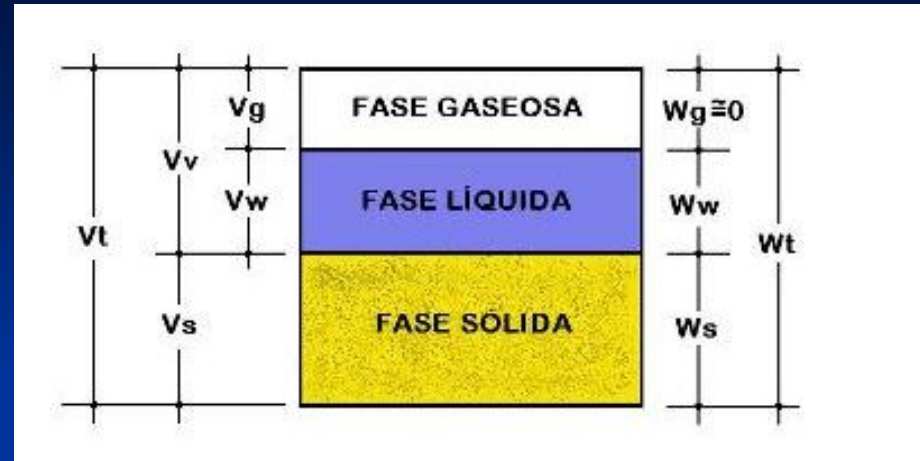 Vg
FASE GASEOSA
Wg≅0
Vv
Vw
FASE LÍQUIDA
Ww
Vt
Wt
Vs
FASE SÓLIDA
Ws